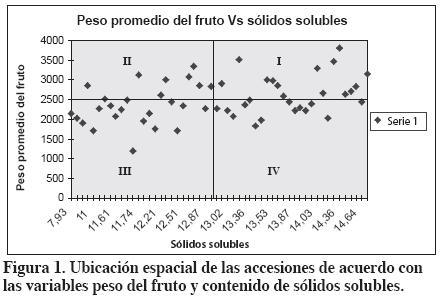 Peso promedio del fruto Vs sólidos solubles
Peso promedio del fruto
4000
3500
3000
2500
2000
1500
1000
500
0
II
I
III
IV
Serie 1
7,93
11
11,61
11,74
12,21
12,51
12,87
13,02
13,36
13,53
13,87
14,03
14,36
14,64
Sólidos solubles
Figura 1. Ubicación espacial de las accesiones de acuerdo con
las variables peso del fruto y contenido de sólidos solubles.